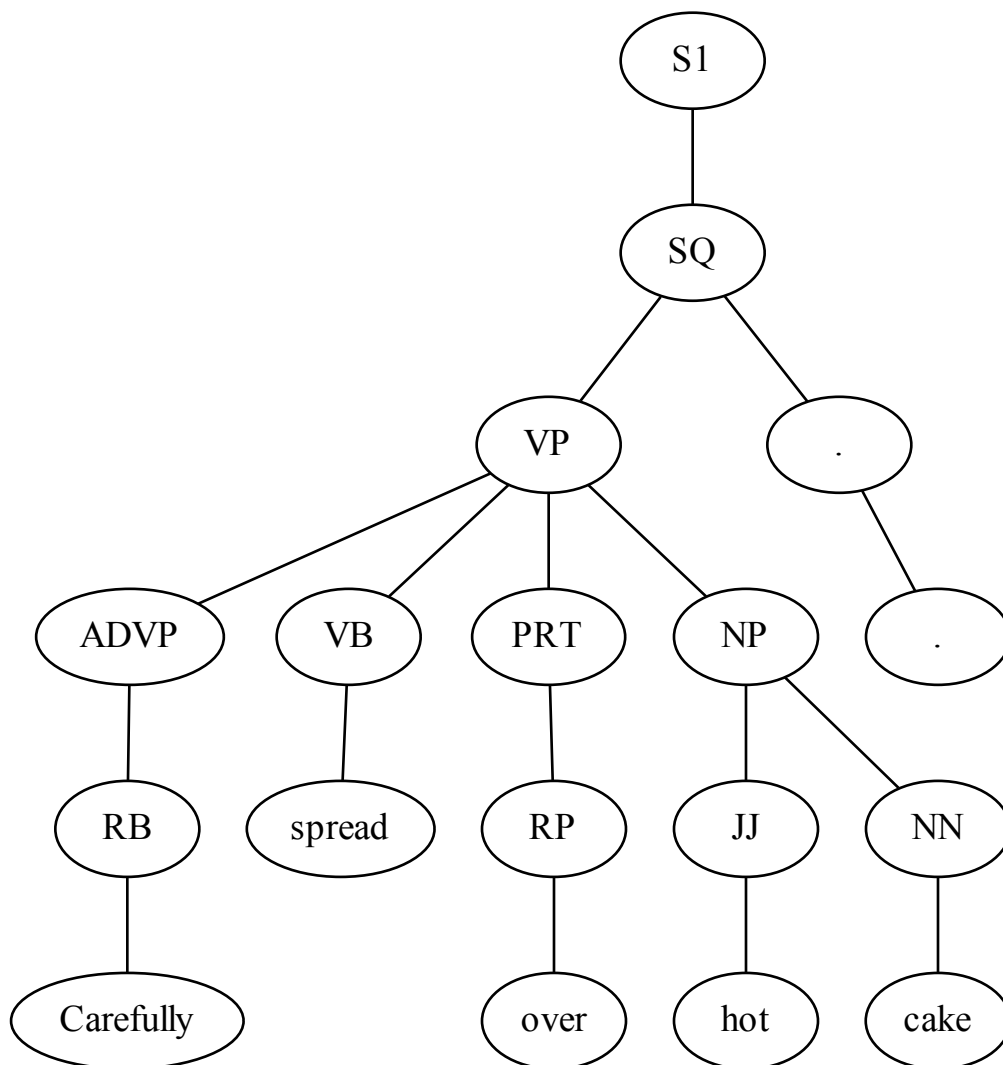 S1
SQ
VP .
ADVP VB PRT NP .
RB spread RP JJ NN
Carefully over hot cake